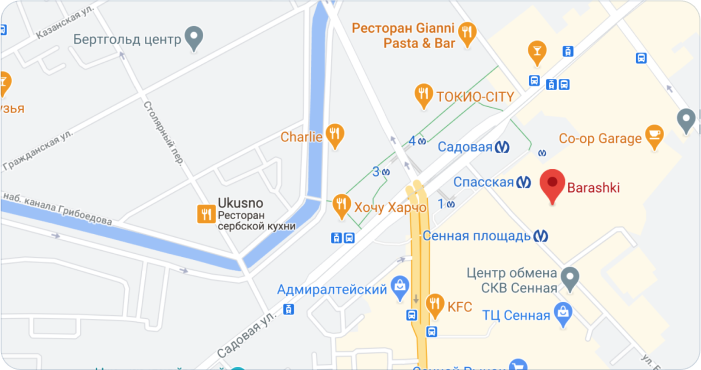 Казанская ул.
Бертгольд центр
Ресторан Gianni
Pasta & Bar
узья
Столярный пер.
ТОКИО-CITY
Гражданская ул.
Charlie
4
Садовая
Co-op Garage
3
Спасская
Barashki
наб. канала Грибоедова
Ukusno
Ресторан
сербской кухни
Хочу Харчо
1
Сенная площадь
Центр обмена
СКВ Сенная
Адмиралтейский
KFC
ТЦ Сенная
Садовая ул.
ул.